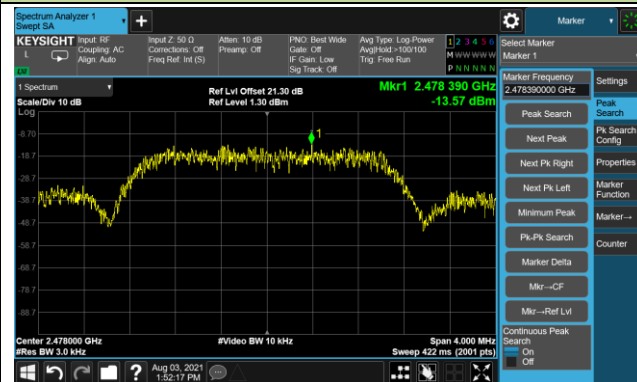 Spectrum Analyzer 1
Swept SA
Marker
KEYSIGHT
L
Input: RF
Coupling: AC
Align: Auto
Input Z: 50 Ω
Corrections: Off
Freq Ref: Int (S)
Atten: 10 dB
Preamp: Off
PNO: Best Wide
Gate: Off
IF Gain: Low
Sig Track: Off
Avg Type: Log-Power
Avg|Hold:>100/100
Trig: Free Run
1 2 3 4 5 6
M W W W W W
P N N N N N
Select Marker
Marker 1
1 Spectrum
Scale/Div 10 dB
Log
Ref Lvl Offset 21.30 dB
Ref Level 1.30 dBm
Mkr1 2.478 390 GHz
-13.57 dBm
1
-8.70
-18.7
-28.7
-38.7
-48.7
-58.7
-68.7
-78.7
-88.7
Center 2.478000 GHz
#Res BW 3.0 kHz
#Video BW 10 kHz
Span 4.000 MHz
Sweep 422 ms (2001 pts)
Marker Frequency
2.478390000 GHz
Peak Search
Next Peak
Next Pk Right
Next Pk Left
Minimum Peak
Pk-Pk Search
Marker Delta
Mkr→CF
Mkr→Ref Lvl
Continuous Peak
Search
On
Off
Settings
Peak
Search
Pk Search
Config
Properties
Marker
Function
Marker→
Counter
?
Aug 03, 2021
1:52:17 PM